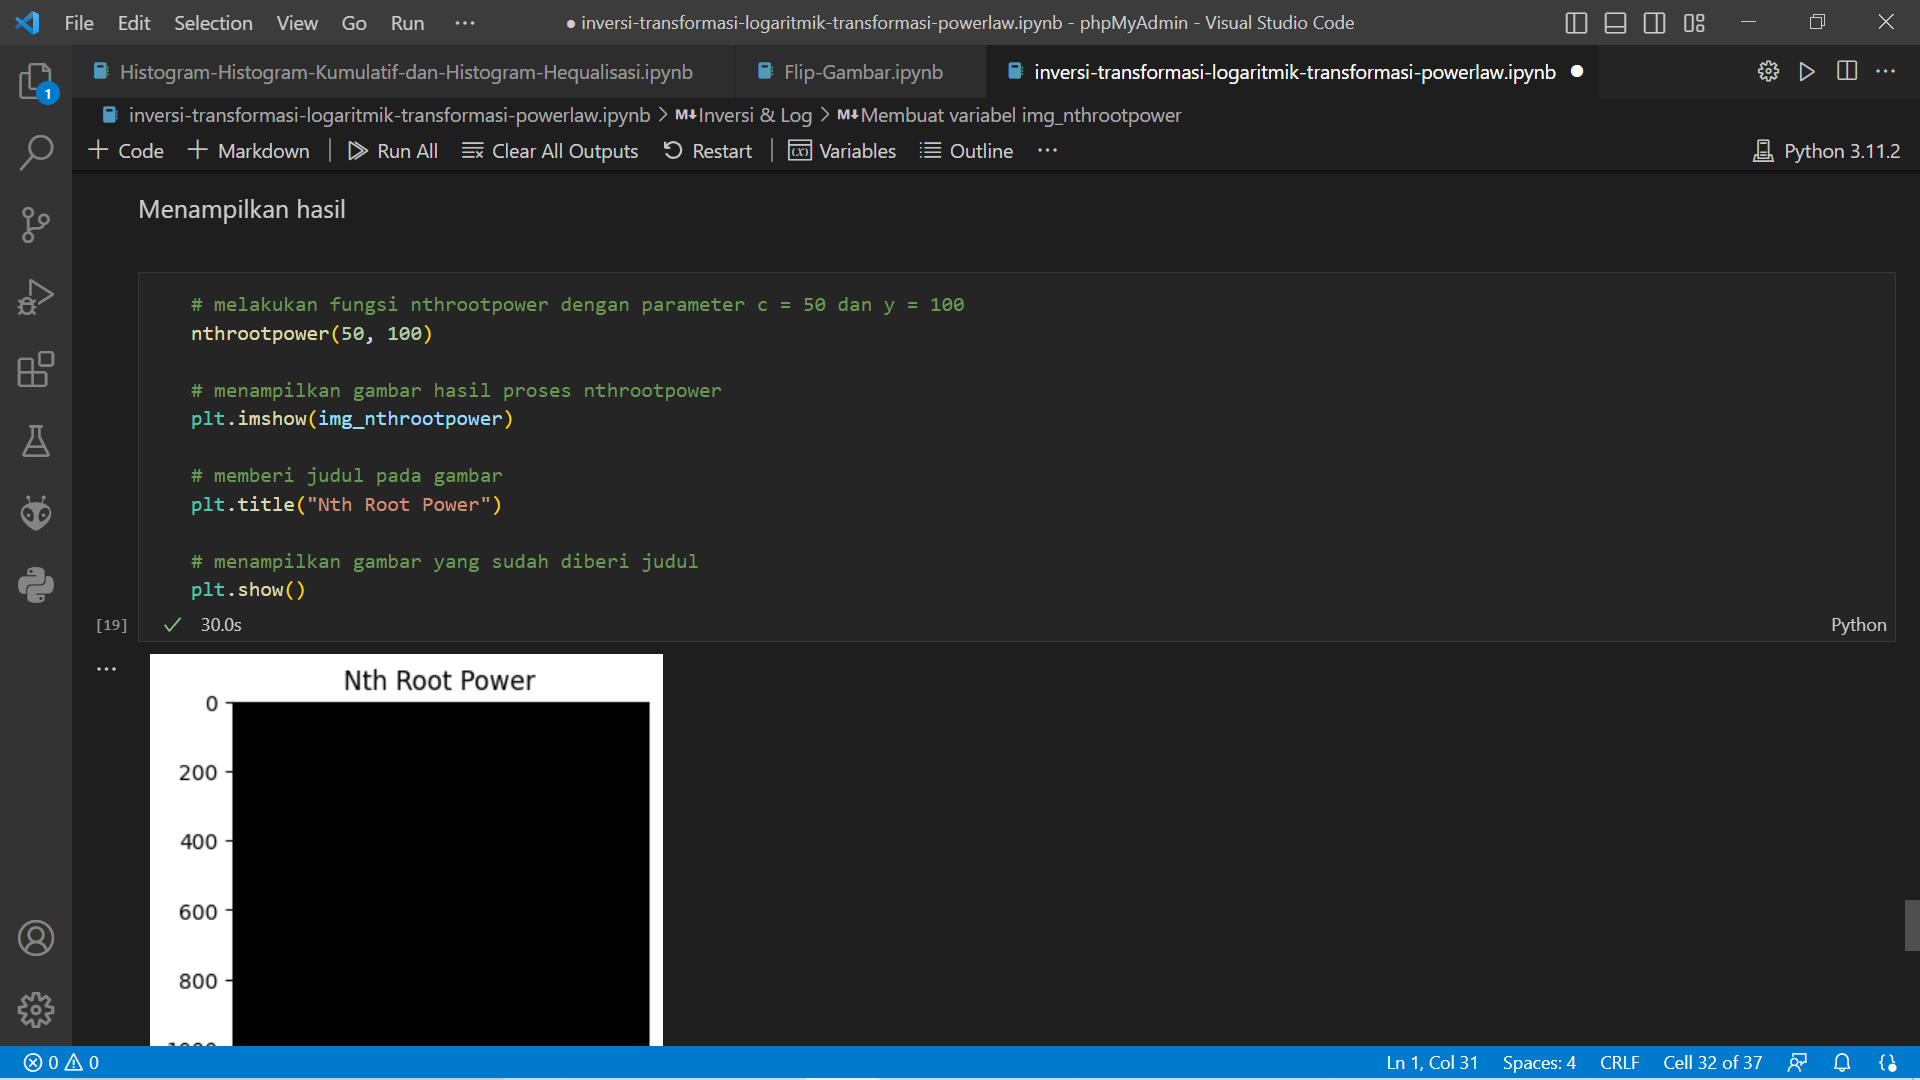 File Edit Selection View Go Run ···
● inversi-transformasi-logaritmik-transformasi-powerlaw.ipynb - phpMyAdmin - Visual Studio Code
1
Histogram-Histogram-Kumulatif-dan-Histogram-Hequalisasi.ipynb
Flip-Gambar.ipynb
inversi-transformasi-logaritmik-transformasi-powerlaw.ipynb ●
inversi-transformasi-logaritmik-transformasi-powerlaw.ipynb > M↓Inversi & Log > M↓Membuat variabel img_nthrootpower
+ Code + Markdown | Run All Clear All Outputs Restart | Variables Outline ···
Python 3.11.2
Menampilkan hasil
# melakukan fungsi nthrootpower dengan parameter c = 50 dan y = 100
nthrootpower(50, 100)
# menampilkan gambar hasil proses nthrootpower
plt.imshow(img_nthrootpower)
# memberi judul pada gambar
plt.title("Nth Root Power")
# menampilkan gambar yang sudah diberi judul
plt.show()
[19] ✓ 30.0s
Python
···
Nth Root Power
0
200
400
600
800
1000
0 0
Ln 1, Col 31
Spaces: 4
CRLF
Cell 32 of 37